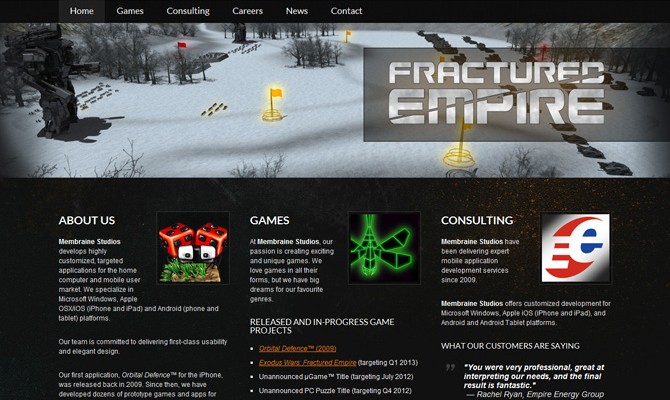 Home
Games
Consulting
Careers
News
Contact
FRACTURED
EMPIRE
ABOUT US
Membraine Studios
develops highly
customized, targeted
applications for the home
computer and mobile user
market. We specialize in
Microsoft Windows, Apple
OSX/iOS (iPhone and iPad) and Android (phone and
tablet) platforms.
Our team is committed to delivering first-class usability
and elegant design.
Our first application, Orbital Defence™ for the iPhone,
was released back in 2009. Since then, we have
developed dozens of prototype games and apps for
GAMES
At Membraine Studios, our
passion is creating exciting
and unique games. We
love games in all their
forms, but we have big
dreams for our favourite
genres.
RELEASED AND IN-PROGRESS GAME
PROJECTS
• Orbital Defence™ (2009)
• Exodus Wars: Fractured Empire (targeting Q1 2013)
• Unannounced µGame™ Title (targeting July 2012)
• Unannounced PC Puzzle Title (targeting Q4 2012)
CONSULTING
Membraine Studios have
been delivering expert
mobile application
development services
since 2009.
Membraine Studios offers customized development for
Microsoft Windows, Apple iOS (iPhone and iPad), and
Android and Android Tablet platforms.
WHAT OUR CUSTOMERS ARE SAYING
"You were very professional, great at
interpreting our needs, and the final
result is fantastic."
— Rachel Ryan, Empire Energy Group